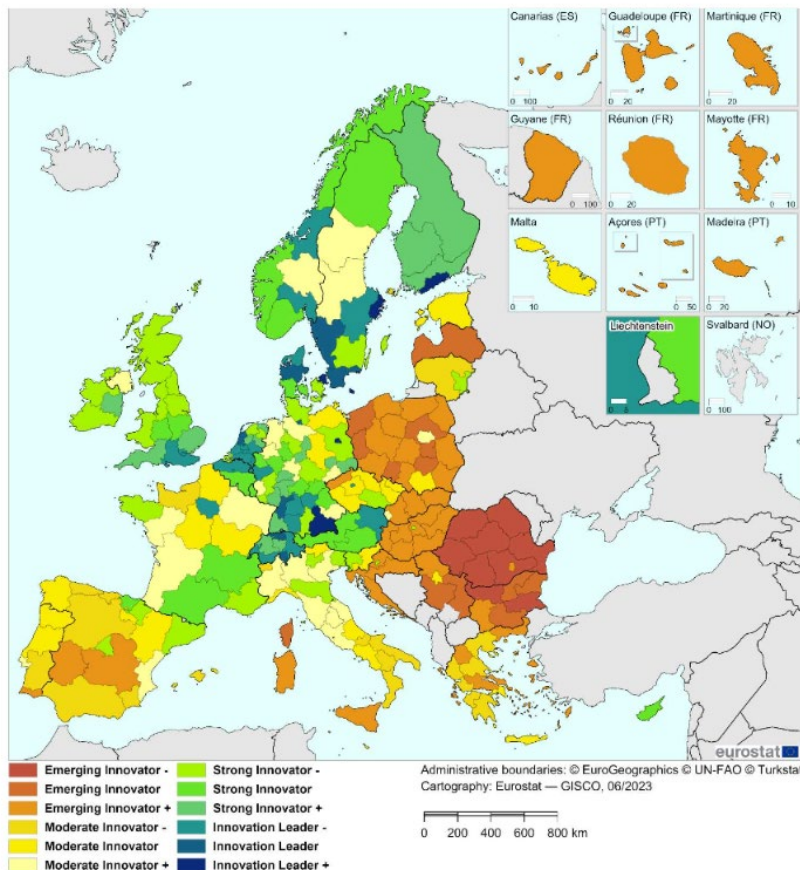 Canarias (ES)
0 100
Guadeloupe (FR)
0 20
Martinique (FR)
0 20
Guyane (FR)
0 100
Réunion (FR)
0 20
Mayotte (FR)
0 10
Malta
0 10
Açores (PT)
0 50
Madeira (PT)
0 20
Liechtenstein
Svalbard (NO)
0 100
eurostat
Emerging Innovator -
Emerging Innovator
Emerging Innovator +
Moderate Innovator -
Moderate Innovator
Moderate Innovator +
Strong Innovator -
Strong Innovator
Strong Innovator +
Innovation Leader -
Innovation Leader
Innovation Leader +
Administrative boundaries: © EuroGeographics © UN-FAO © Turkstat
Cartography: Eurostat — GISCO, 06/2023
0 200 400 600 800 km